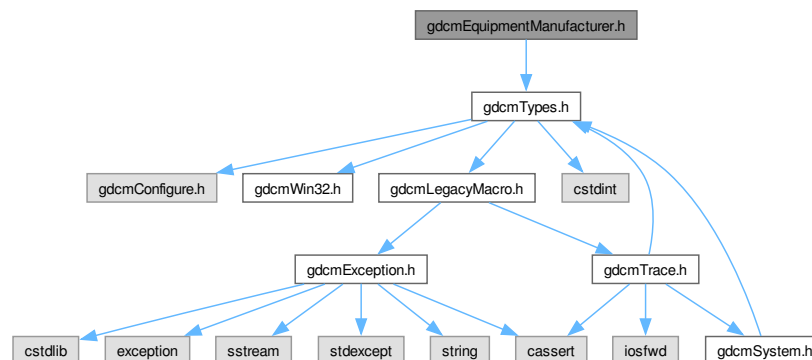 gdcmEquipmentManufacturer.h
gdcmTypes.h
gdcmConfigure.h
gdcmWin32.h
gdcmLegacyMacro.h
cstdint
gdcmException.h
gdcmTrace.h
cstdlib
exception
sstream
stdexcept
string
cassert
iosfwd
gdcmSystem.h